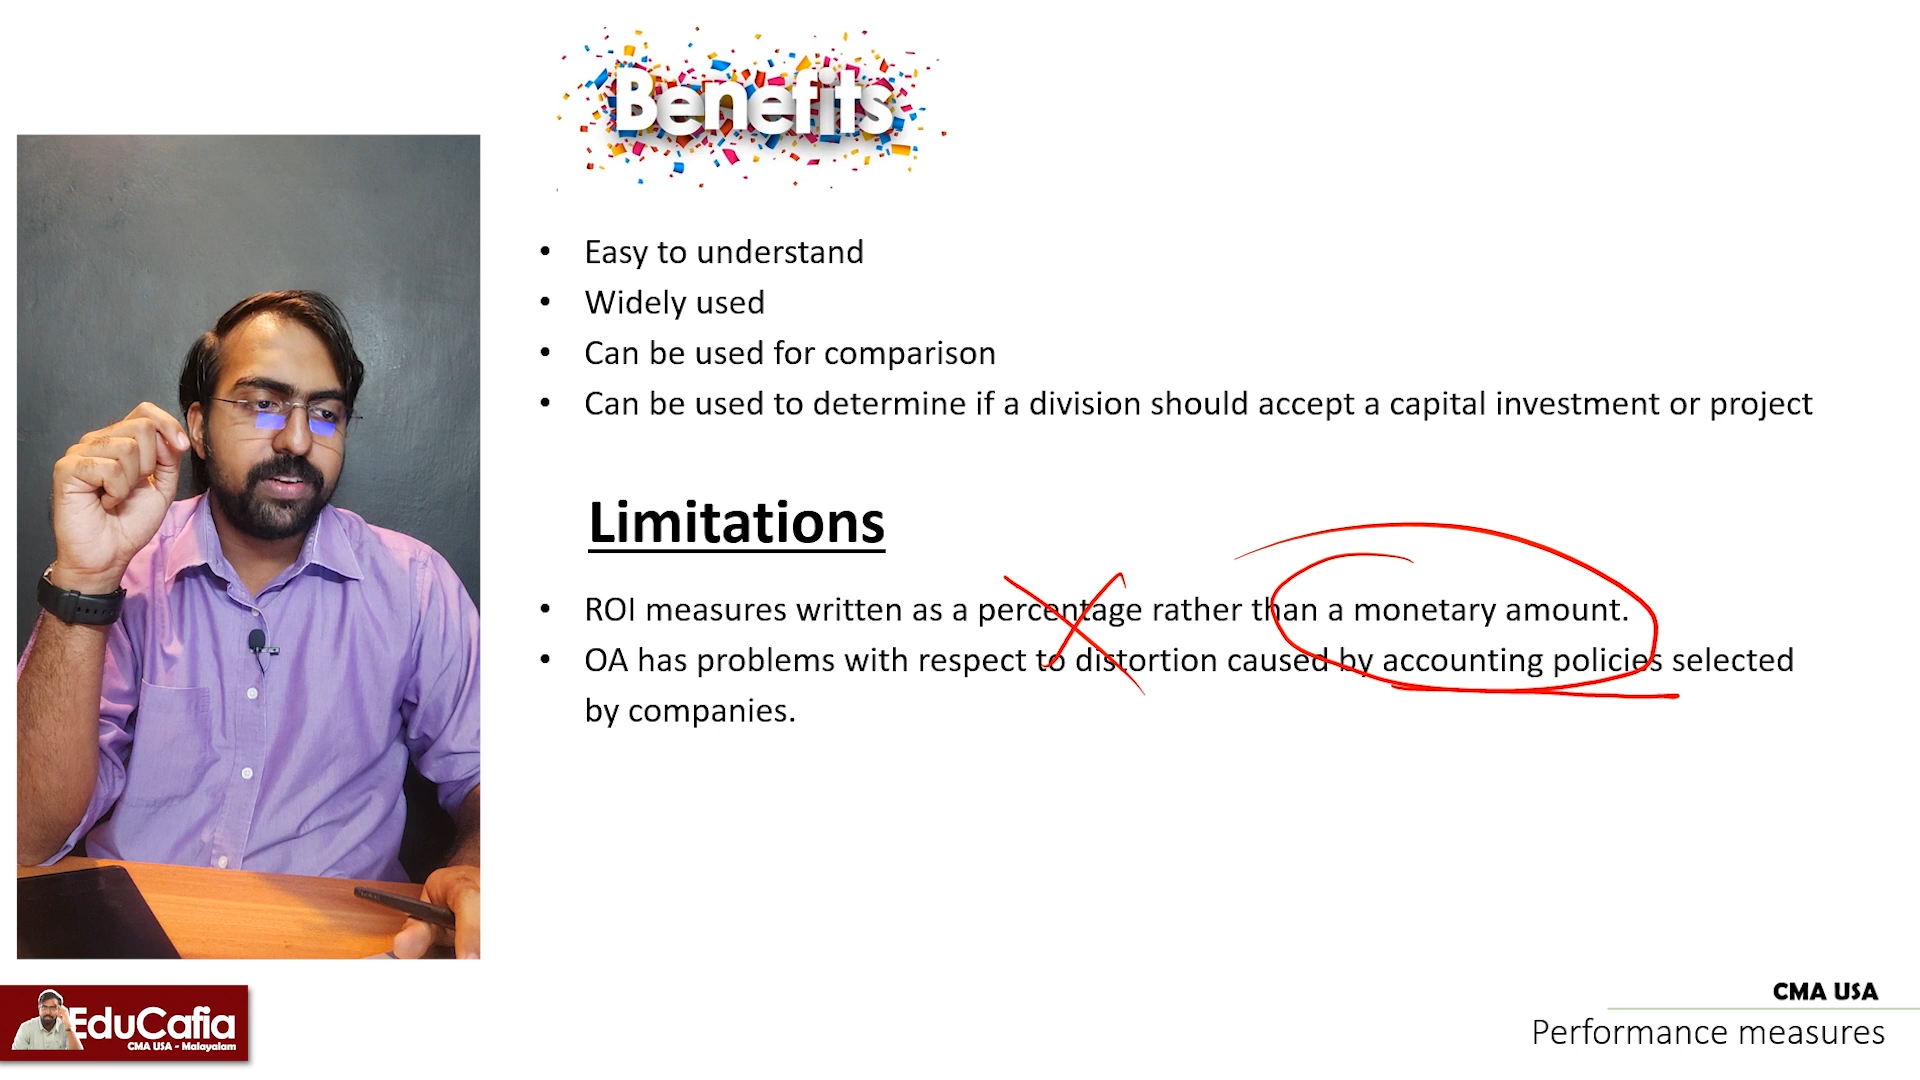 Benefits
• Easy to understand
• Widely used
• Can be used for comparison
• Can be used to determine if a division should accept a capital investment or project
Limitations
• ROI measures written as a percentage rather than a monetary amount.
• OA has problems with respect to distortion caused by accounting policies selected
by companies.
EduCafia
CMA USA - Malayalam
CMA USA
Performance measures